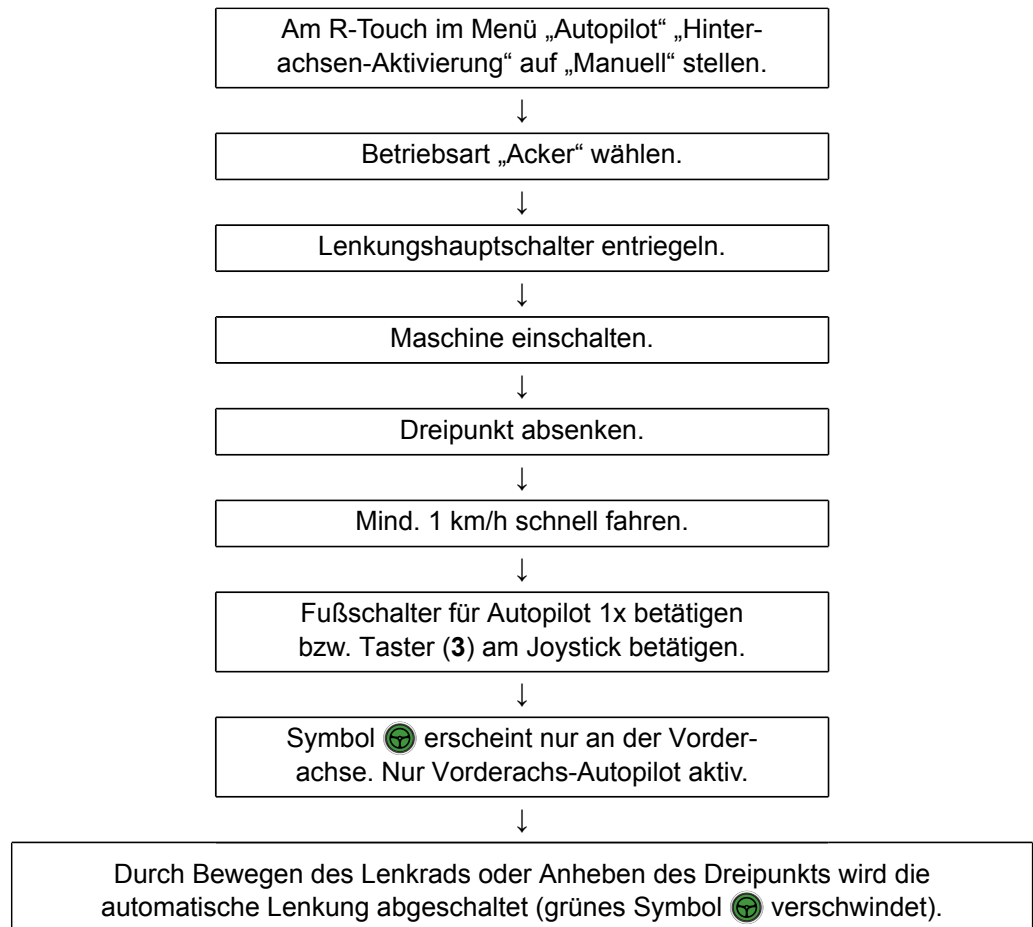 Am R-Touch im Menü „Autopilot“ „Hinter-
achsen-Aktivierung“ auf „Manuell“ stellen.
↓
Betriebsart „Acker“ wählen.
↓
Lenkungshauptschalter entriegeln.
↓
Maschine einschalten.
↓
Dreipunkt absenken.
↓
Mind. 1 km/h schnell fahren.
↓
Fußschalter für Autopilot 1x betätigen
bzw. Taster (3) am Joystick betätigen.
↓
Symbol erscheint nur an der Vorder-
achse. Nur Vorderachs-Autopilot aktiv.
↓
Durch Bewegen des Lenkrads oder Anheben des Dreipunkts wird die
automatische Lenkung abgeschaltet (grünes Symbol verschwindet).